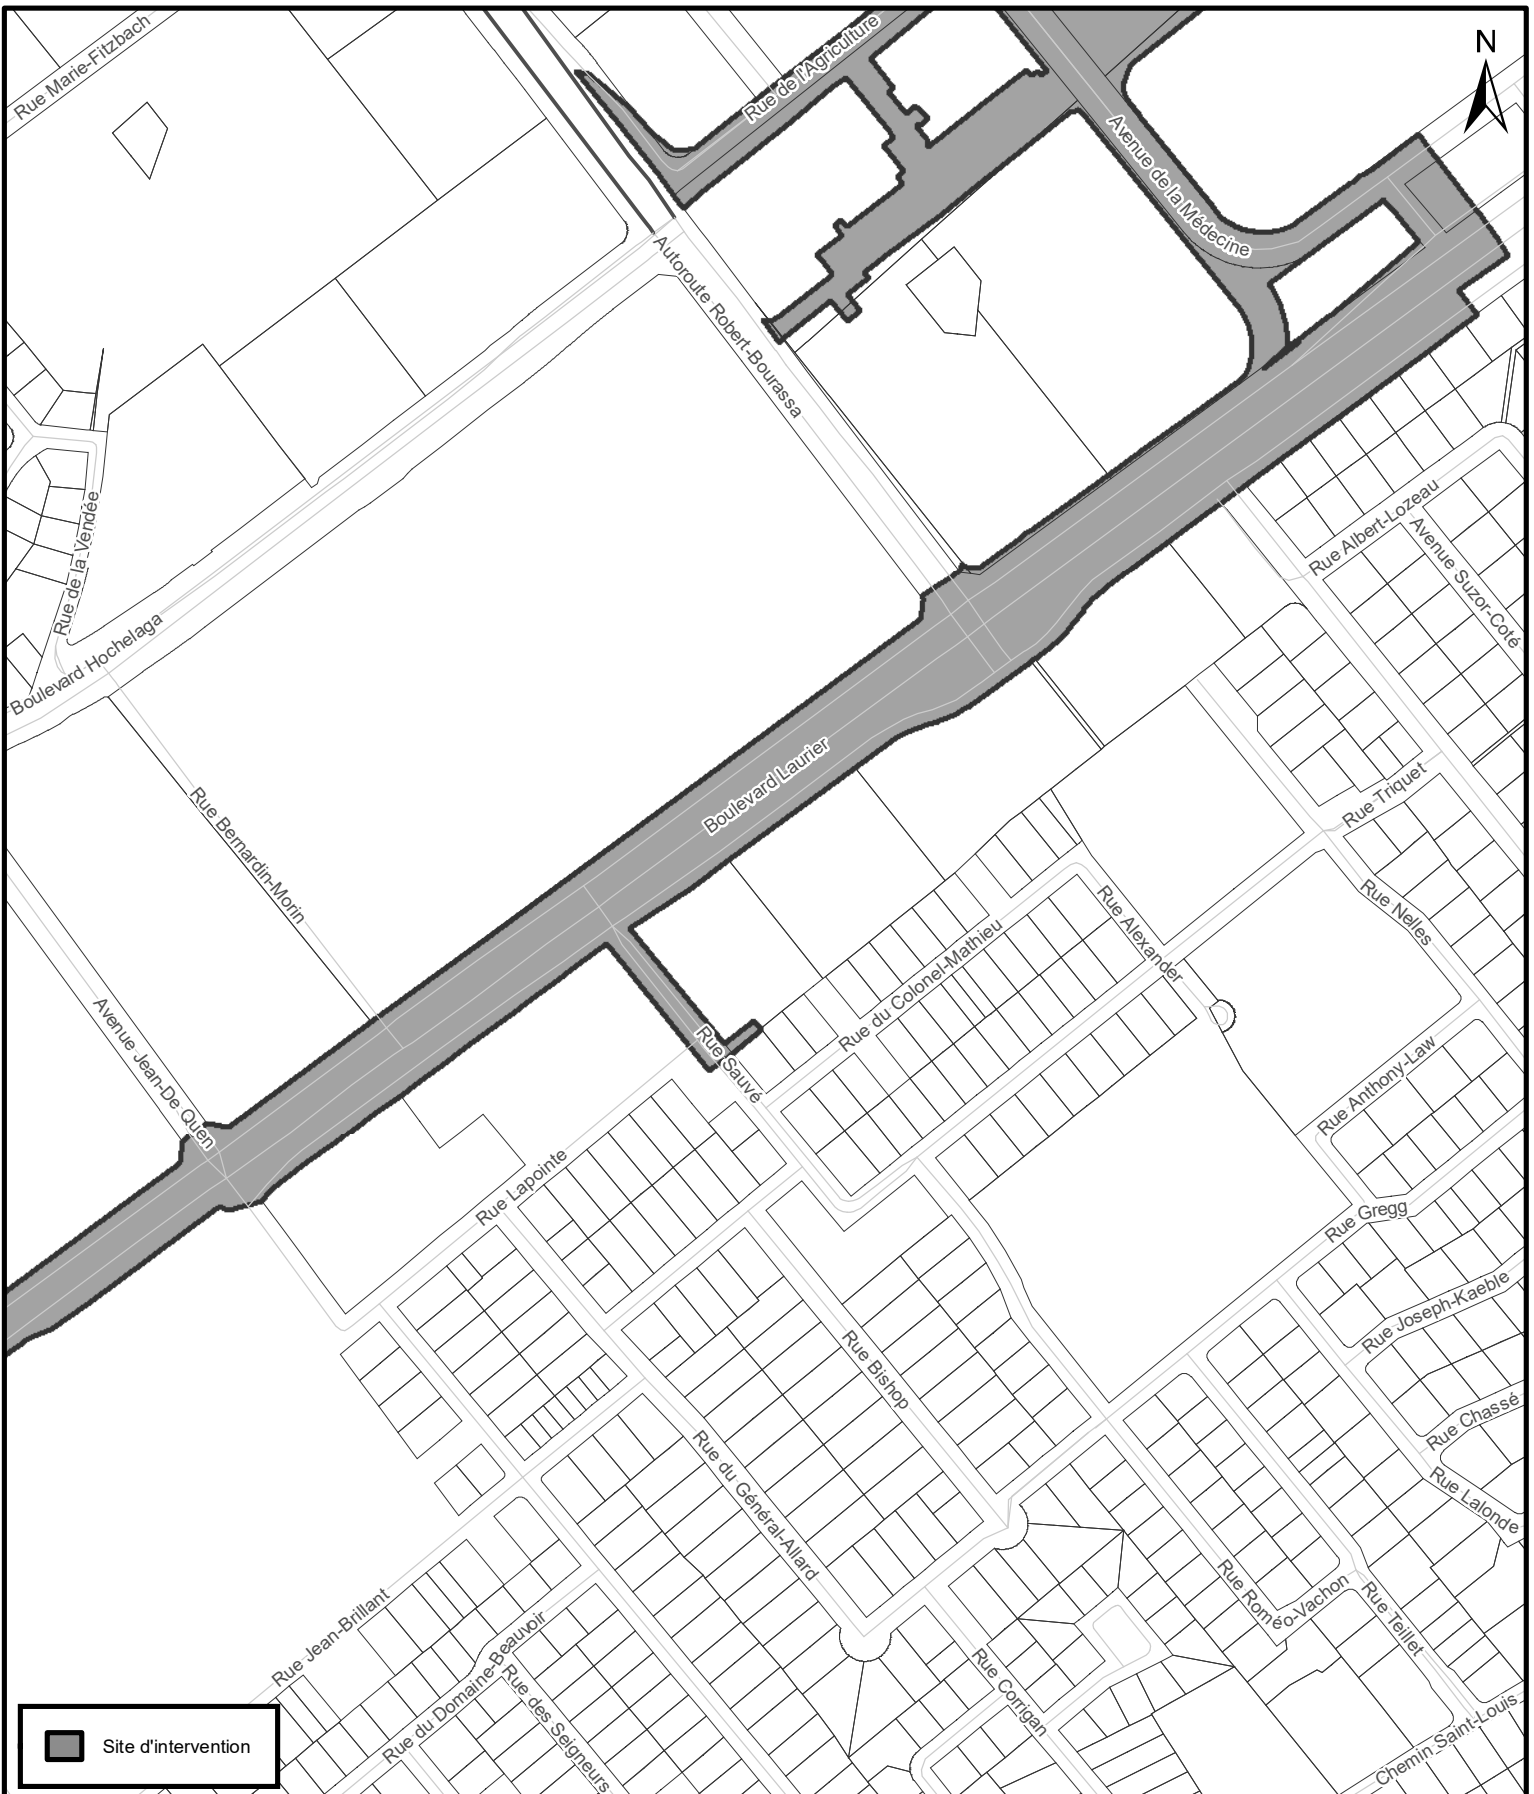 Rue Marie-Fitzbach
Rue de l'Agriculture
N
Avenue de la Médecine
Autoroute Robert-Bourassa
Rue de la Vendée
Rue Albert-Lozeau
Avenue Suzor-Coté
Boulevard Hochelaga
Boulevard Laurier
Rue Bernardin-Morin
Rue Triquet
Rue Nelles
Rue Alexander
Rue du Colonel-Mathieu
Avenue Jean-De Quen
Rue Sauvé
Rue Anthony-Law
Rue Lapointe
Rue Gregg
Rue Joseph-Kaeble
Rue Bishop
Rue Chassé
Rue du Général-Allard
Rue Lalonde
Rue Roméo-Vachon
Rue Teillet
Rue Jean-Brillant
Rue du Domaine-Beauvoir
Rue des Seigneurs
Rue Corrigan
Chemin Saint-Louis
Site d'intervention